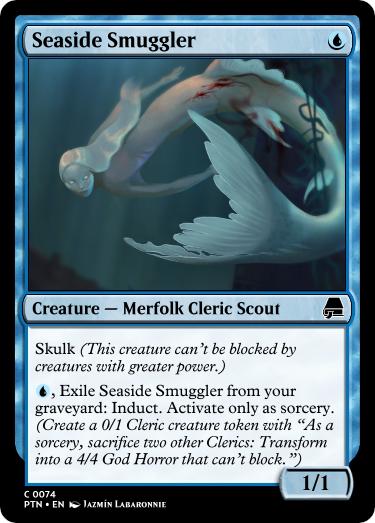 Seaside Smuggler
Creature — Merfolk Cleric Scout
Skulk (This creature can't be blocked by
creatures with greater power.)
, Exile Seaside Smuggler from your
graveyard: Induct. Activate only as sorcery.
(Create a 0/1 Cleric creature token with “As a
sorcery, sacrifice two other Clerics: Transform
into a 4/4 God Horror that can't block.”)
1/1
C 0074
PTN • EN Jazmín Labaronnie